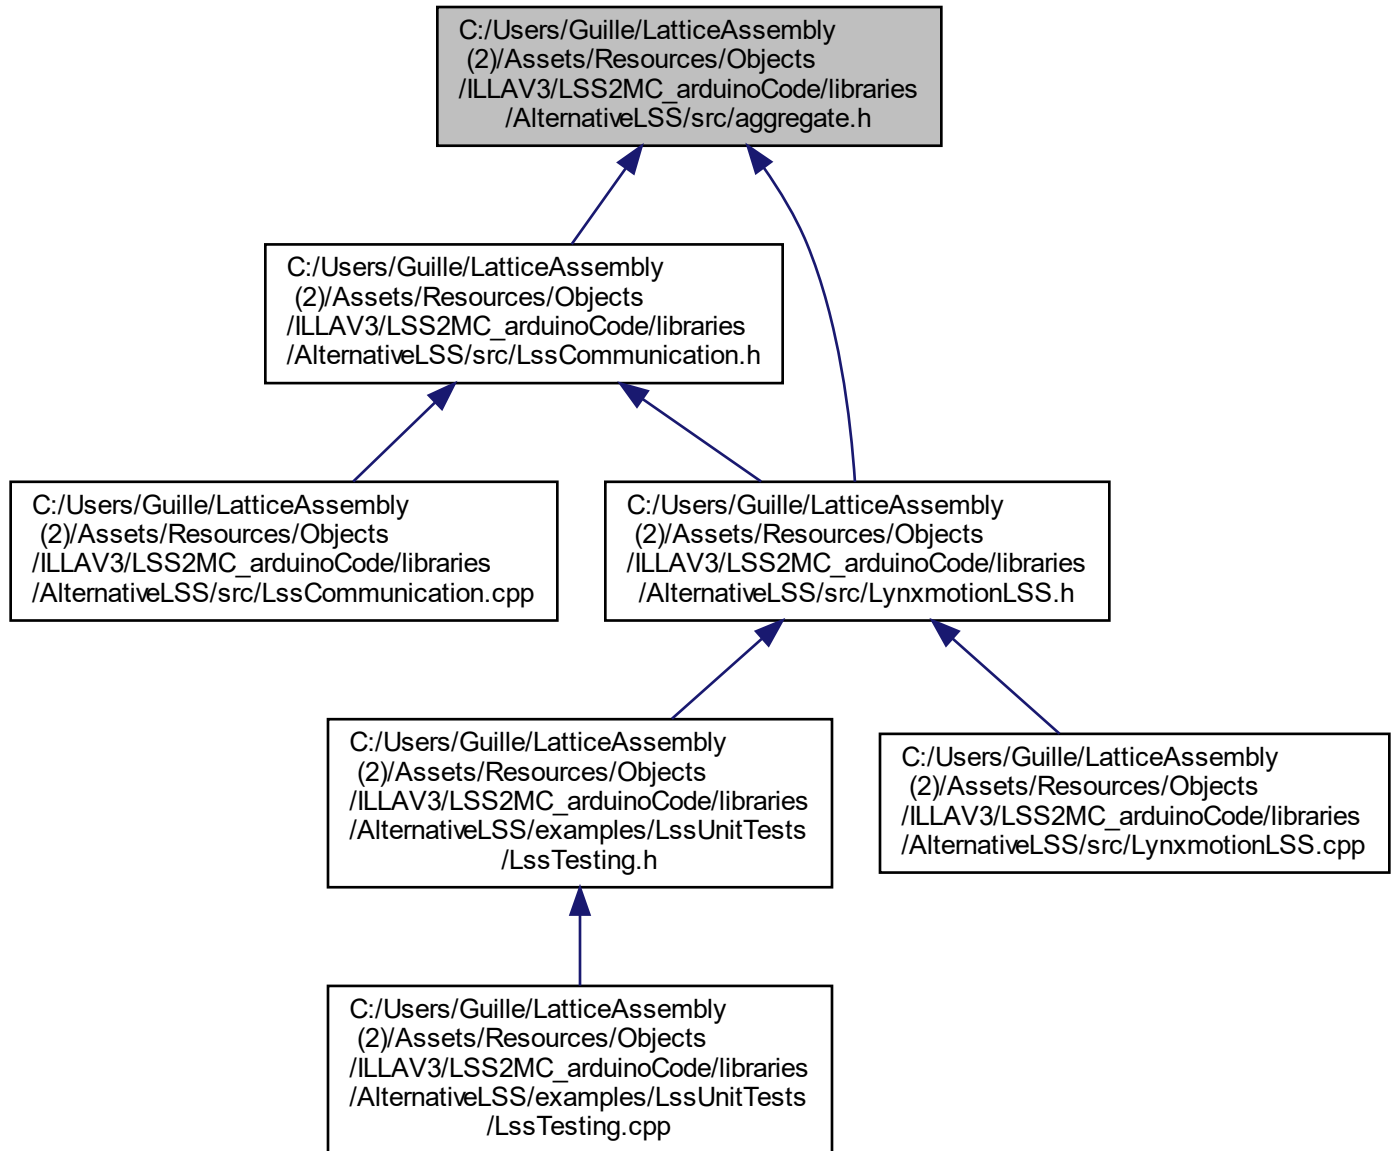 C:/Users/Guille/LatticeAssembly
(2)/Assets/Resources/Objects
/ILLAV3/LSS2MC_arduinoCode/libraries
/AlternativeLSS/src/aggregate.h
C:/Users/Guille/LatticeAssembly
(2)/Assets/Resources/Objects
/ILLAV3/LSS2MC_arduinoCode/libraries
/AlternativeLSS/src/LssCommunication.h
C:/Users/Guille/LatticeAssembly
(2)/Assets/Resources/Objects
/ILLAV3/LSS2MC_arduinoCode/libraries
/AlternativeLSS/src/LssCommunication.cpp
C:/Users/Guille/LatticeAssembly
(2)/Assets/Resources/Objects
/ILLAV3/LSS2MC_arduinoCode/libraries
/AlternativeLSS/src/LynxmotionLSS.h
C:/Users/Guille/LatticeAssembly
(2)/Assets/Resources/Objects
/ILLAV3/LSS2MC_arduinoCode/libraries
/AlternativeLSS/examples/LssUnitTests
/LssTesting.h
C:/Users/Guille/LatticeAssembly
(2)/Assets/Resources/Objects
/ILLAV3/LSS2MC_arduinoCode/libraries
/AlternativeLSS/src/LynxmotionLSS.cpp
C:/Users/Guille/LatticeAssembly
(2)/Assets/Resources/Objects
/ILLAV3/LSS2MC_arduinoCode/libraries
/AlternativeLSS/examples/LssUnitTests
/LssTesting.cpp